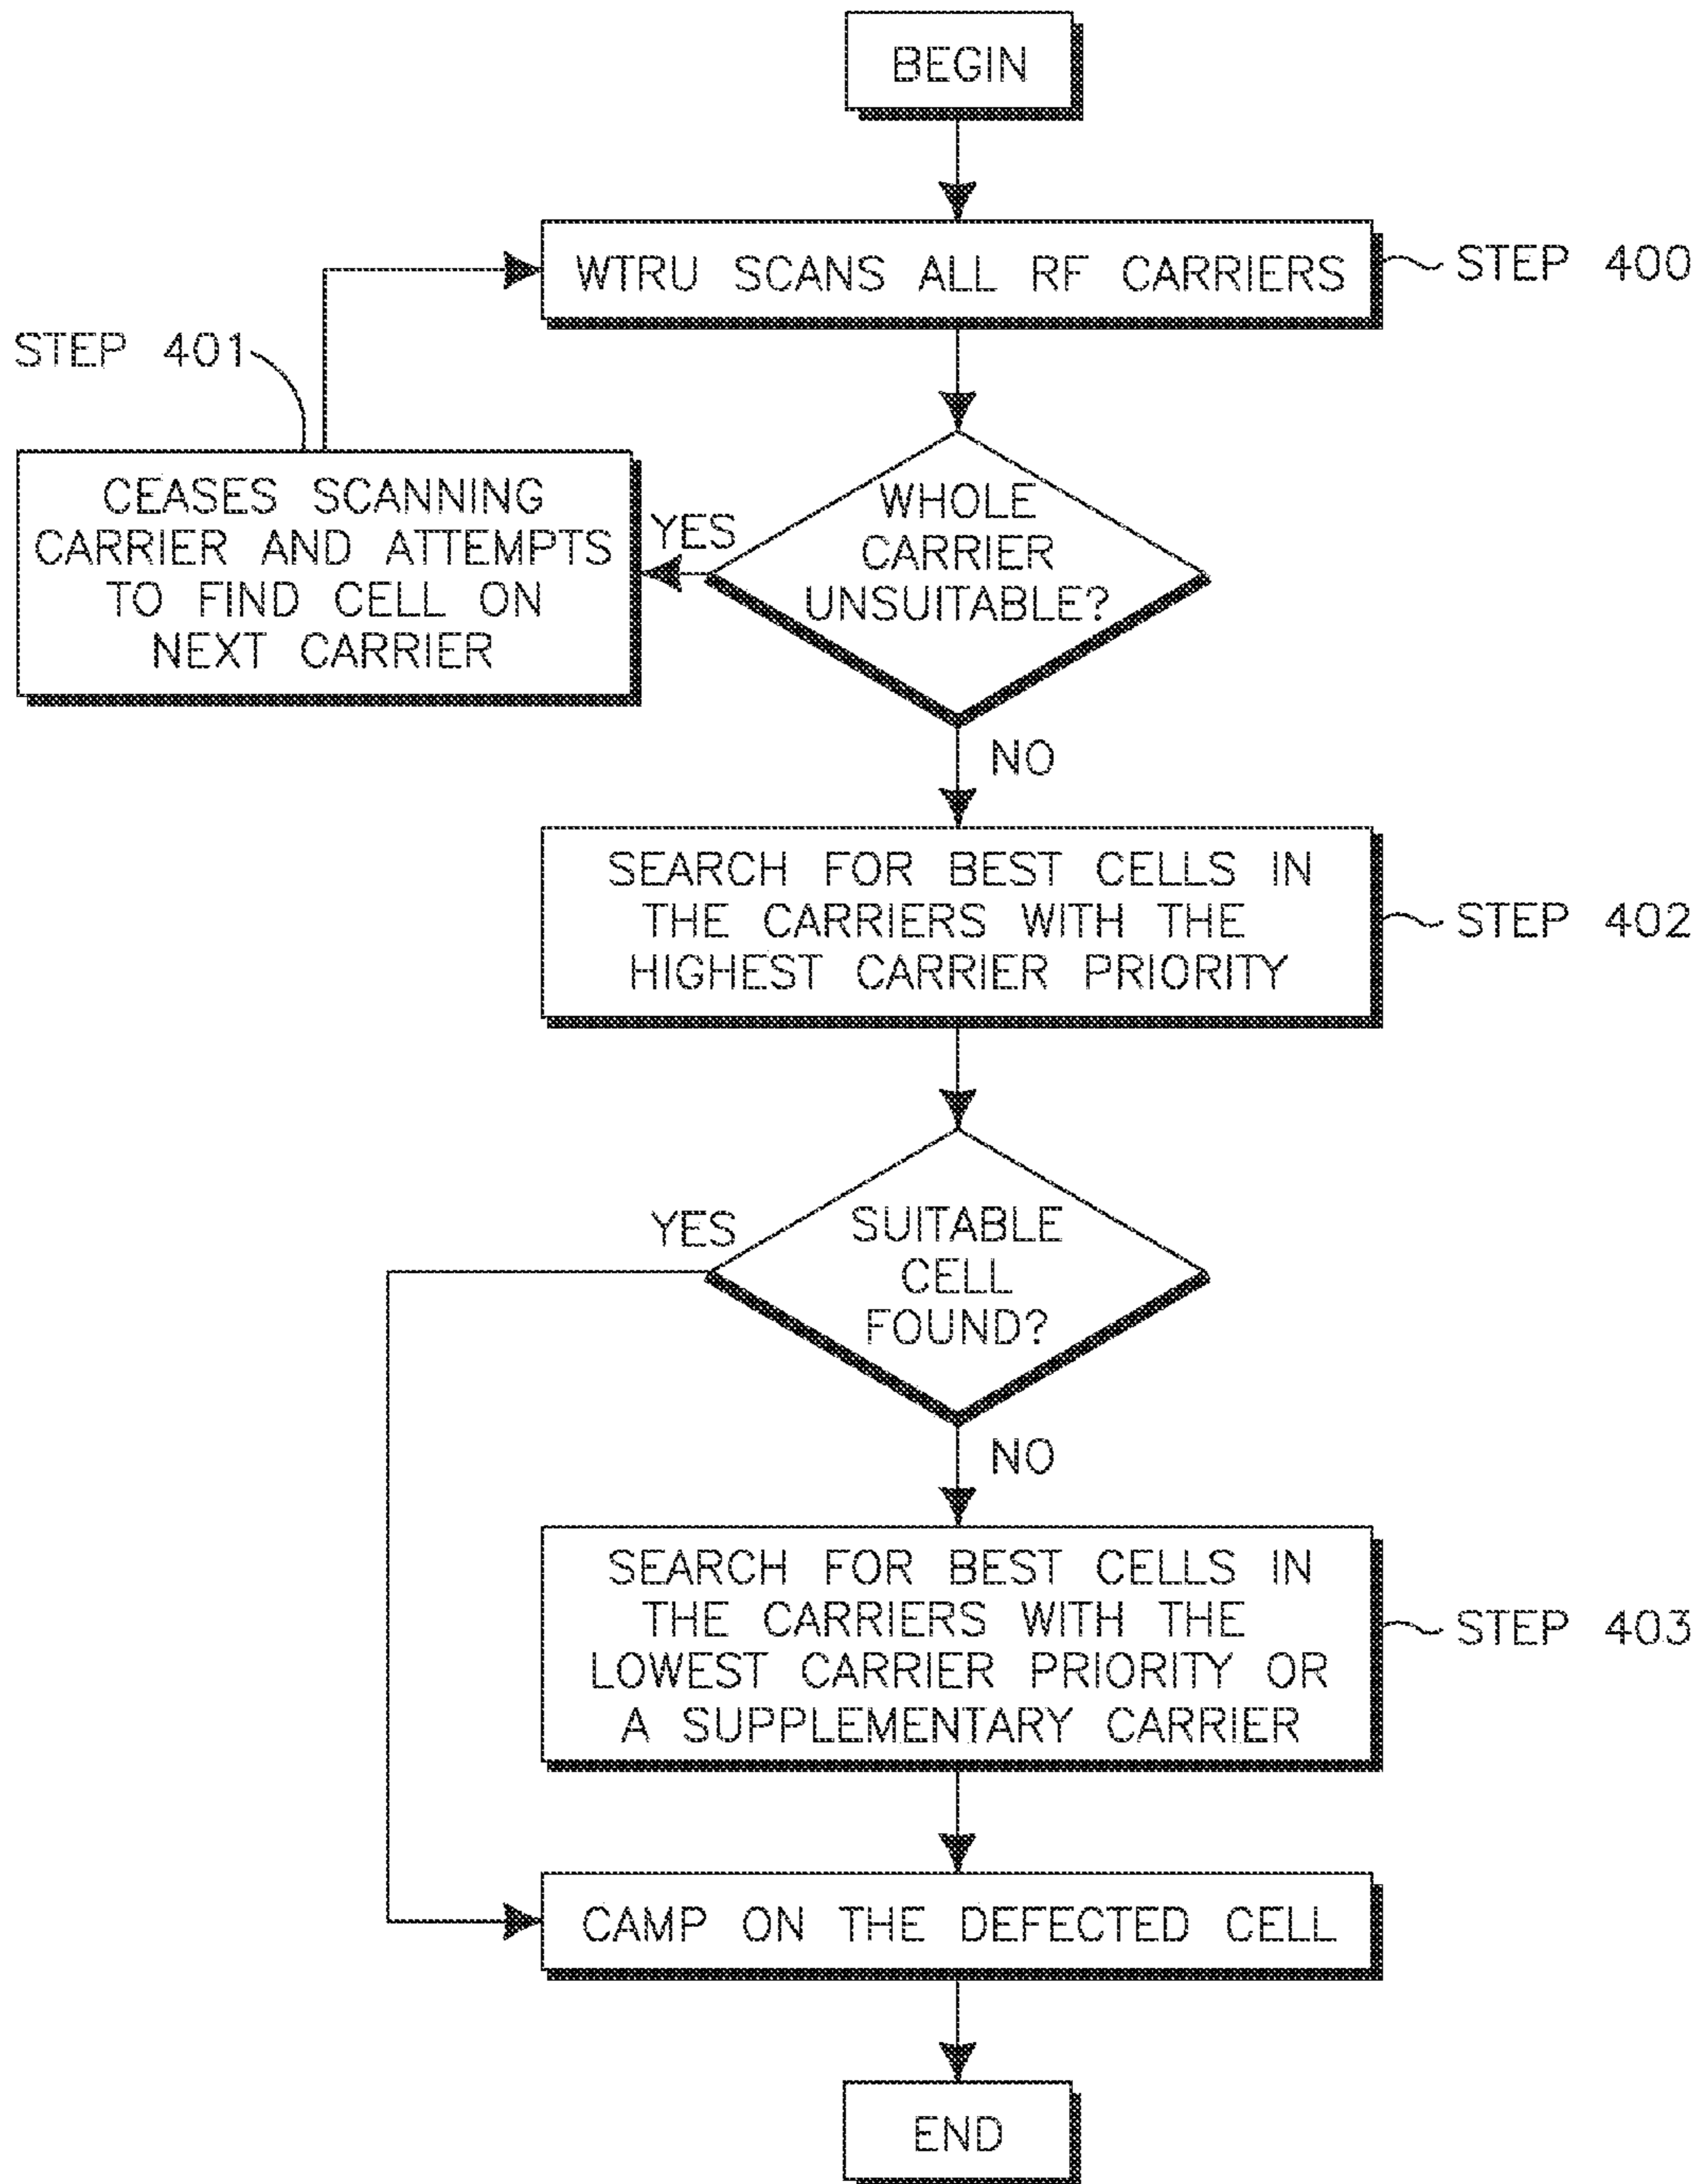 BEGIN
WTRU SCANS ALL RF CARRIERS
STEP 400
STEP 401
CEASES SCANNING
CARRIER AND ATTEMPTS
TO FIND CELL ON
NEXT CARRIER
YES
WHOLE
CARRIER
UNSUITABLE?
NO
SEARCH FOR BEST CELLS IN
THE CARRIERS WITH THE
HIGHEST CARRIER PRIORITY
STEP 402
YES
SUITABLE
CELL
FOUND?
NO
SEARCH FOR BEST CELLS IN
THE CARRIERS WITH THE
LOWEST CARRIER PRIORITY OR
A SUPPLEMENTARY CARRIER
STEP 403
CAMP ON THE DEFECTED CELL
END